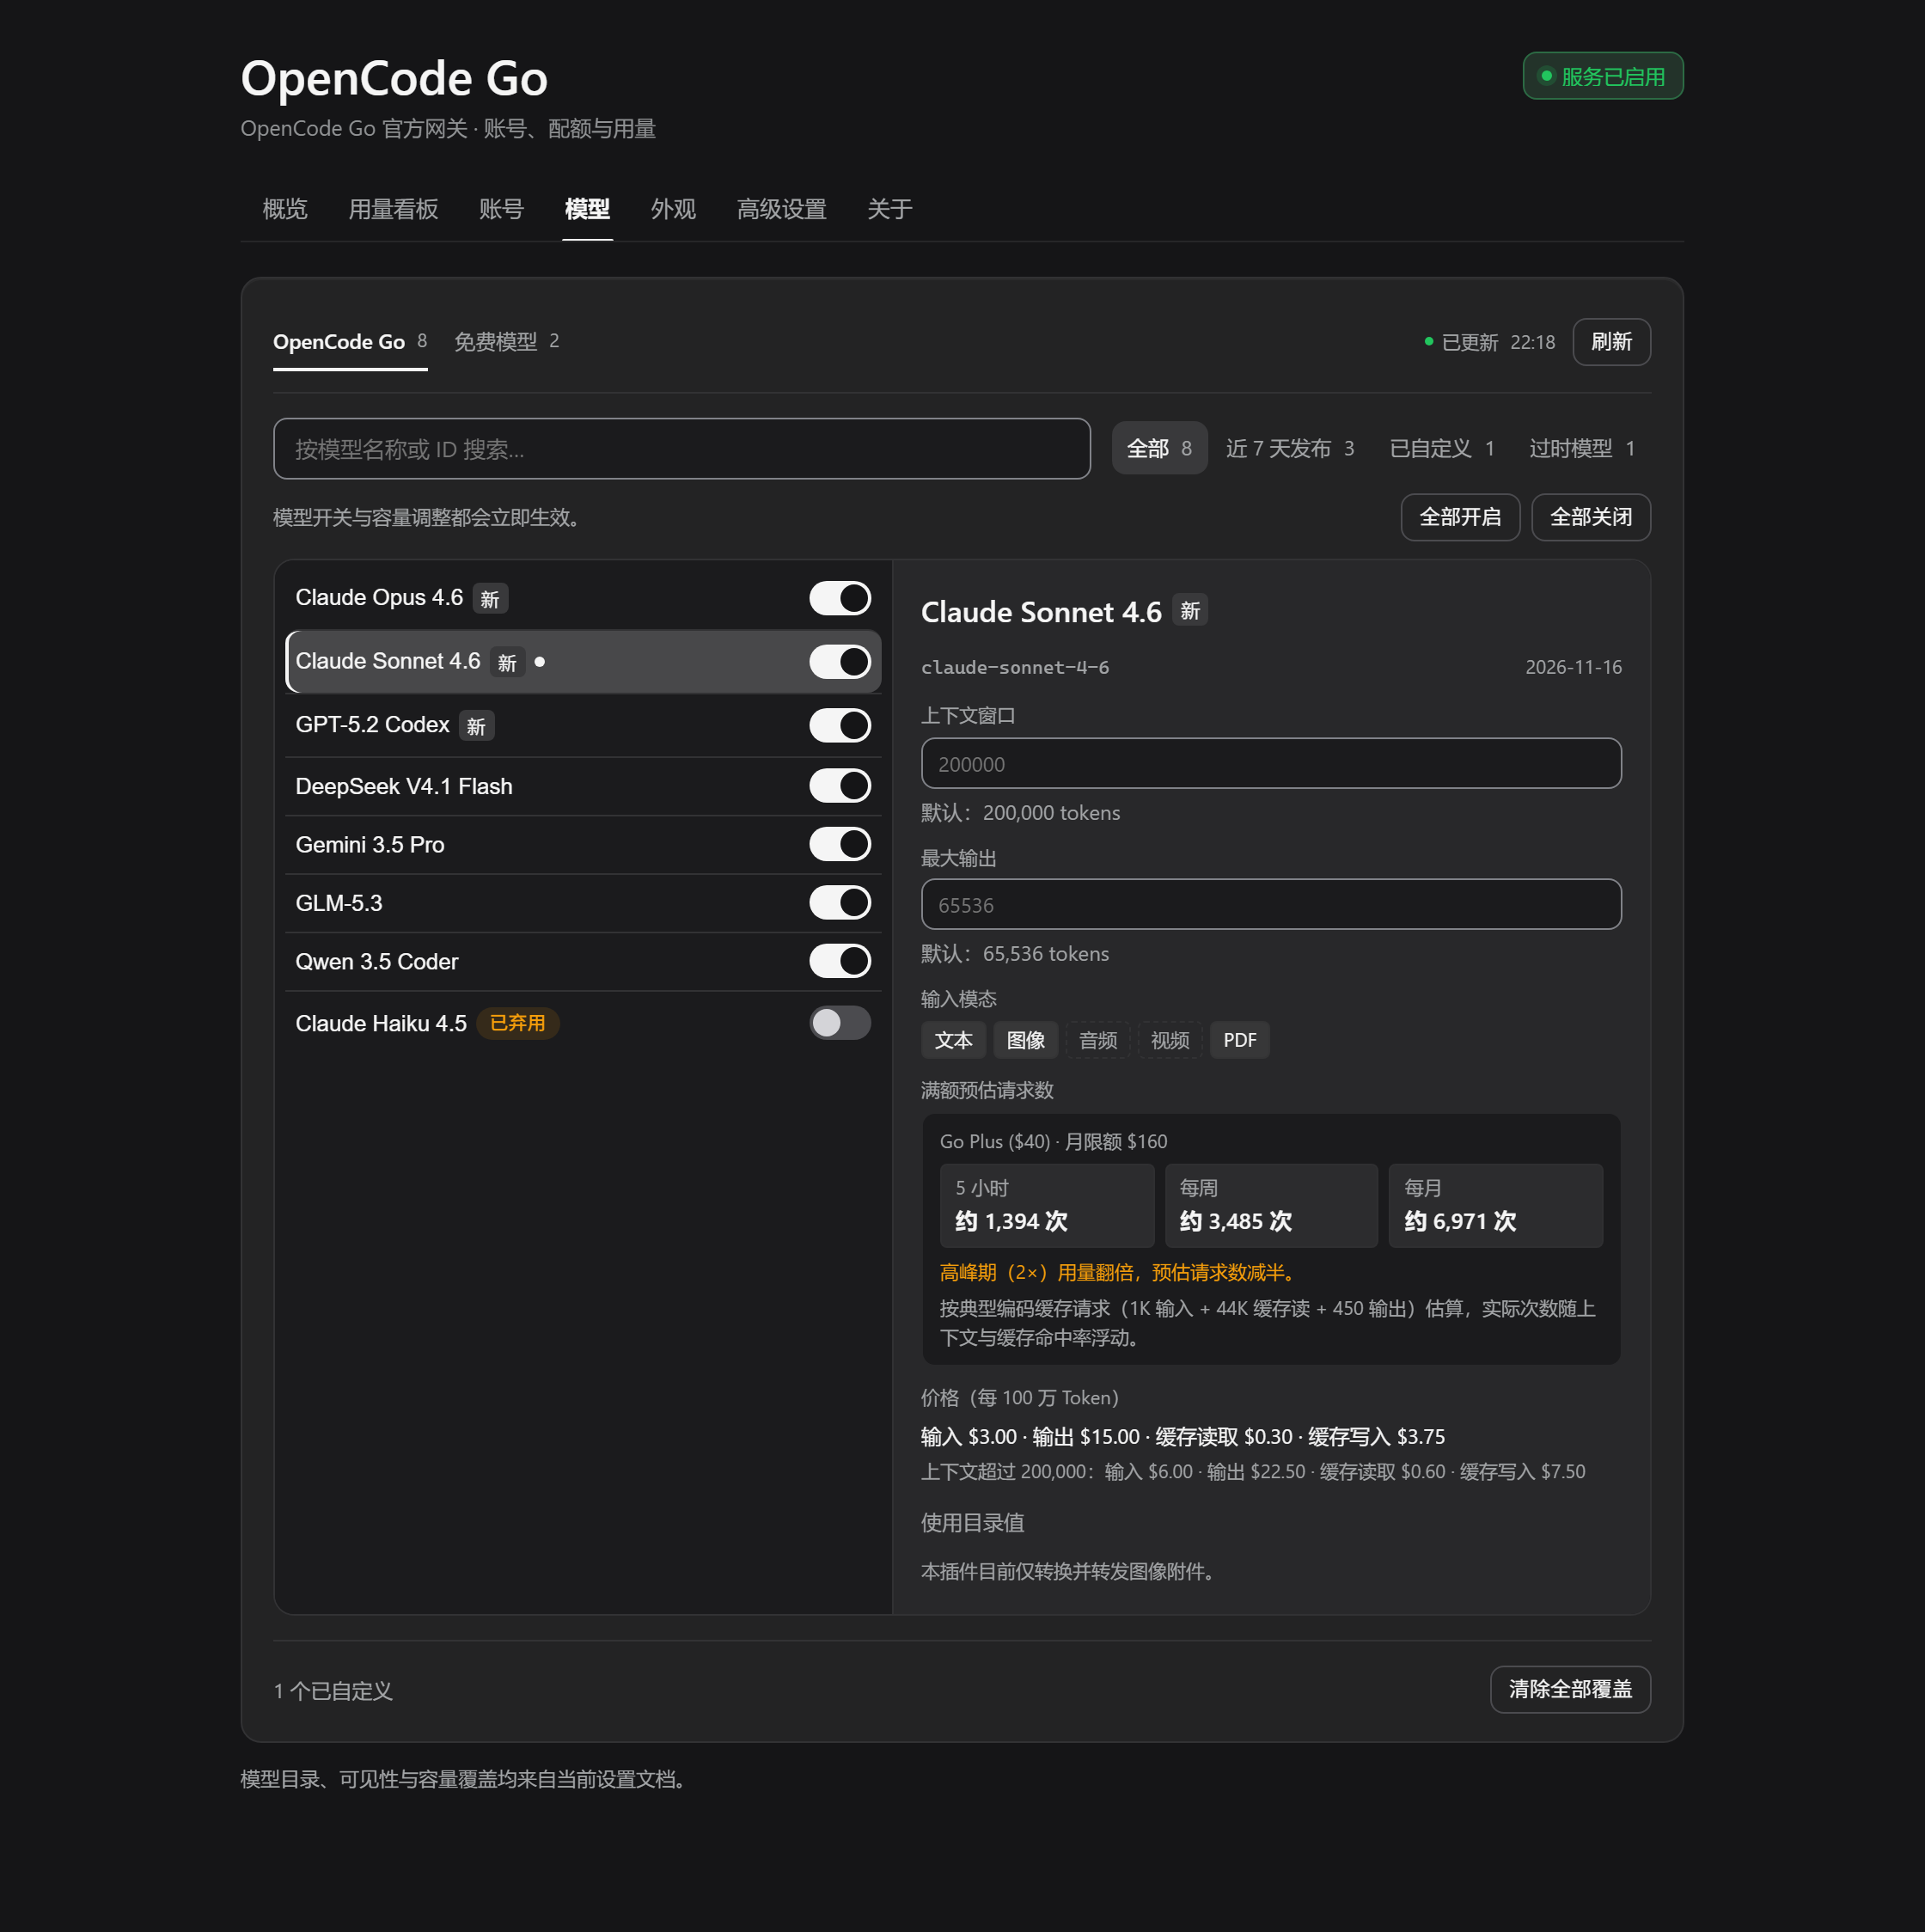 OpenCode Go
服务已启用
OpenCode Go 官方网关 · 账号、配额与用量
概览 用量看板 账号 模型 外观 高级设置 关于
OpenCode Go 8 免费模型 2
已更新 22:18 刷新
按模型名称或 ID 搜索...
全部 8 近 7 天发布 3 已自定义 1 过时模型 1
模型开关与容量调整都会立即生效。
全部开启 全部关闭
Claude Opus 4.6 新
Claude Sonnet 4.6 新
GPT-5.2 Codex 新
DeepSeek V4.1 Flash
Gemini 3.5 Pro
GLM-5.3
Qwen 3.5 Coder
Claude Haiku 4.5 已弃用
Claude Sonnet 4.6 新
claude-sonnet-4-6 2026-11-16
上下文窗口
200000
默认：200,000 tokens
最大输出
65536
默认：65,536 tokens
输入模态
文本 图像 音频 视频 PDF
满额预估请求数
Go Plus ($40) · 月限额 $160
5 小时 每周 每月
约 1,394 次 约 3,485 次 约 6,971 次
高峰期（2×）用量翻倍，预估请求数减半。
按典型编码缓存请求（1K 输入 + 44K 缓存读 + 450 输出）估算，实际次数随上
下文与缓存命中率浮动。
价格（每 100 万 Token）
输入 $3.00 · 输出 $15.00 · 缓存读取 $0.30 · 缓存写入 $3.75
上下文超过 200,000：输入 $6.00 · 输出 $22.50 · 缓存读取 $0.60 · 缓存写入 $7.50
使用目录值
本插件目前仅转换并转发图像附件。
1 个已自定义
清除全部覆盖
模型目录、可见性与容量覆盖均来自当前设置文档。